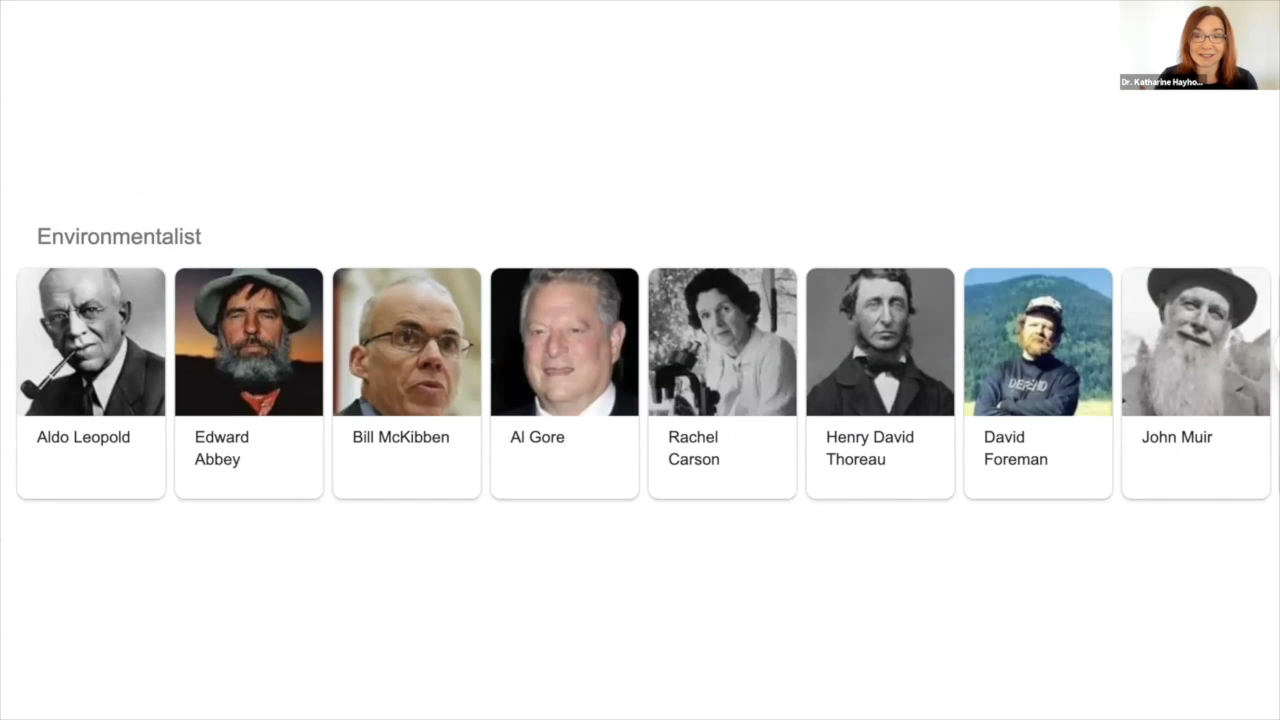 Dr. Katharine Hayho...
Environmentalist
Aldo Leopold
Edward
Abbey
Bill McKibben
Al Gore
Rachel
Carson
Henry David
Thoreau
David
Foreman
John Muir
DEFEND